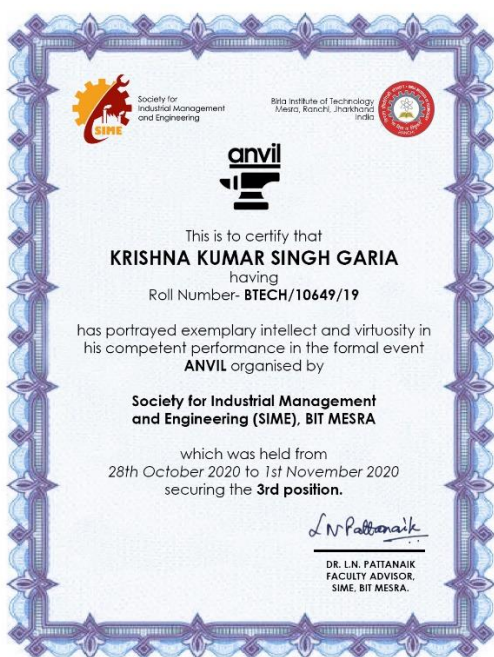 Society for
Industrial Management
and Engineering
SIME
Birla Institute of Technology
Mesra, Ranchi, Jharkhand
India
anvil
This is to certify that
KRISHNA KUMAR SINGH GARIA
having
Roll Number- BTECH/10649/19
has portrayed exemplary intellect and virtuosity in
his competent performance in the formal event
ANVIL organised by
Society for Industrial Management
and Engineering (SIME), BIT MESRA
which was held from
28th October 2020 to 1st November 2020
securing the 3rd position.
L N Pattanaik
DR. L.N. PATTANAIK
FACULTY ADVISOR,
SIME, BIT MESRA.